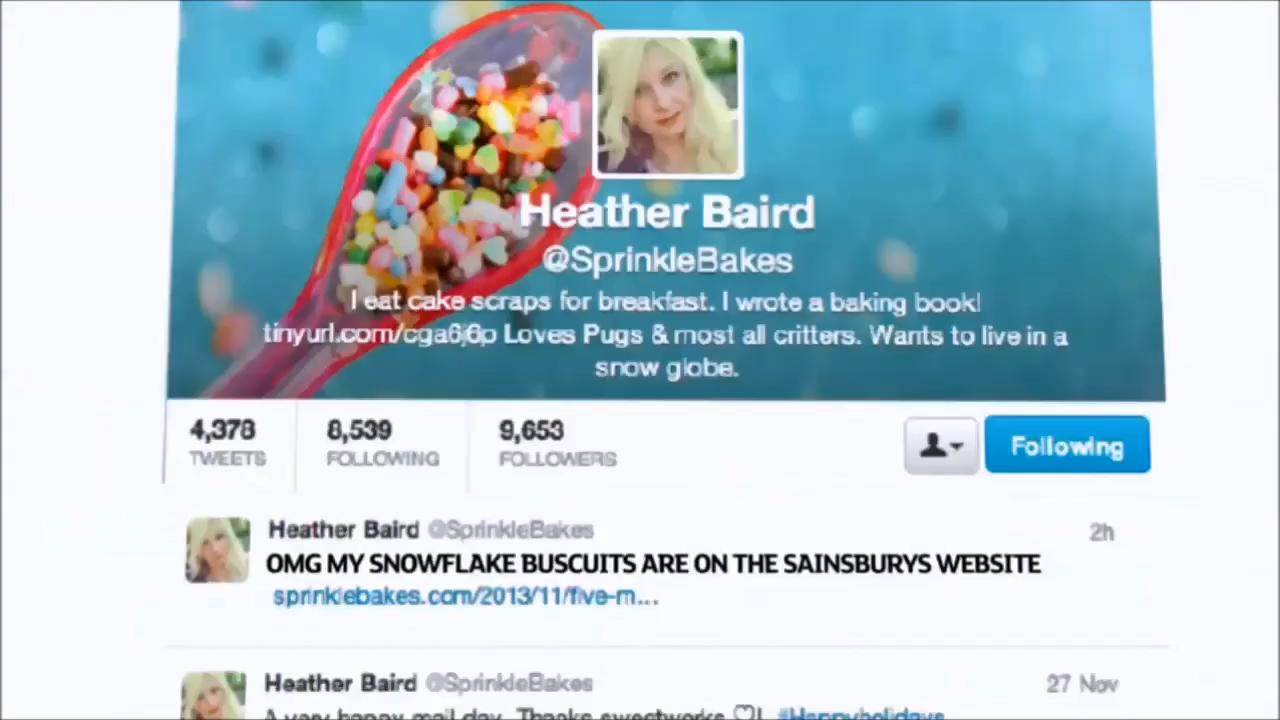 Heather Baird
@SprinkleBakes
I eat cake scraps for breakfast. I wrote a baking book!
tinyurl.com/cga6j6p Loves Pugs & most all critters. Wants to live in a
snow globe.
4,378 8,539 9,653
TWEETS FOLLOWING FOLLOWERS
Following
Heather Baird @SprinkleBakes 2h
OMG MY SNOWFLAKE BUSCUITS ARE ON THE SAINSBURYS WEBSITE
sprinklebakes.com/2013/11/five-m...
Heather Baird @SprinkleBakes 27 Nov
A very happy mail day. Thanks sweetworks ♡! #Happyholidays